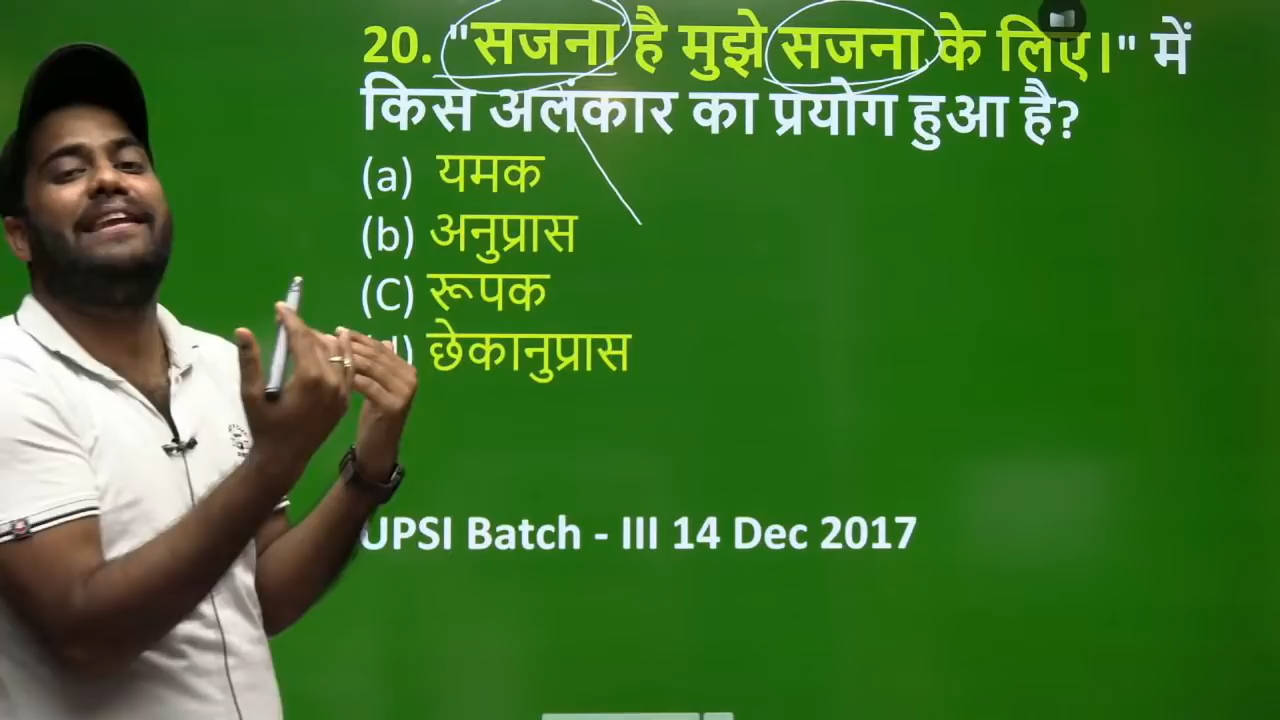 20. "सजना है मुझे सजना के लिए।" में
किस अलंकार का प्रयोग हुआ है?
(a) यमक
(b) अनुप्रास
(C) रूपक
(d) छेकानुप्रास
UPSI Batch - III 14 Dec 2017